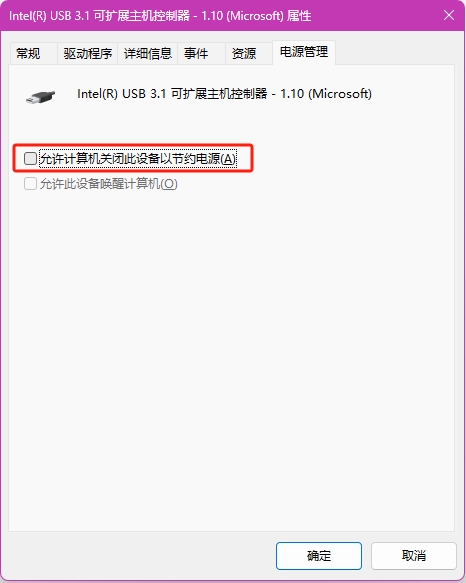 Intel(R) USB 3.1 可扩展主机控制器 - 1.10 (Microsoft) 属性
常规 驱动程序 详细信息 事件 资源 电源管理
Intel(R) USB 3.1 可扩展主机控制器 - 1.10 (Microsoft)
允许计算机关闭此设备以节约电源(A)
允许此设备唤醒计算机(O)
确定 取消